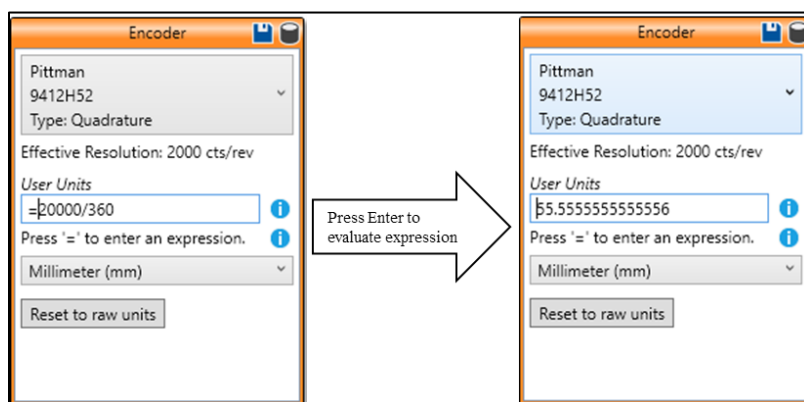 Encoder
Pittman
9412H52
Type: Quadrature
Effective Resolution: 2000 cts/rev
User Units
=20000/360
Press '=' to enter an expression.
Millimeter (mm)
Reset to raw units
Press Enter to
evaluate expression
Encoder
Pittman
9412H52
Type: Quadrature
Effective Resolution: 2000 cts/rev
User Units
55.5555555555556
Press '=' to enter an expression.
Millimeter (mm)
Reset to raw units